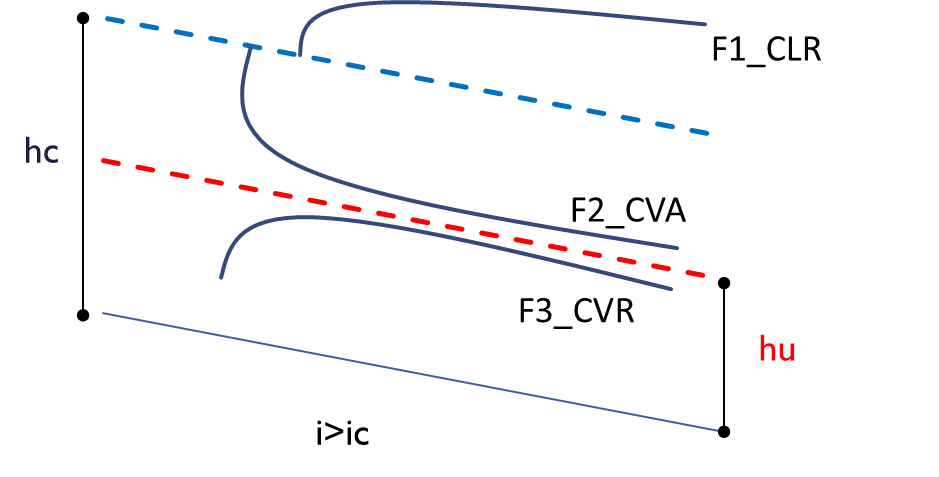 F1_CLR
hc
F2_CVA
F3_CVR
hu
i>ic